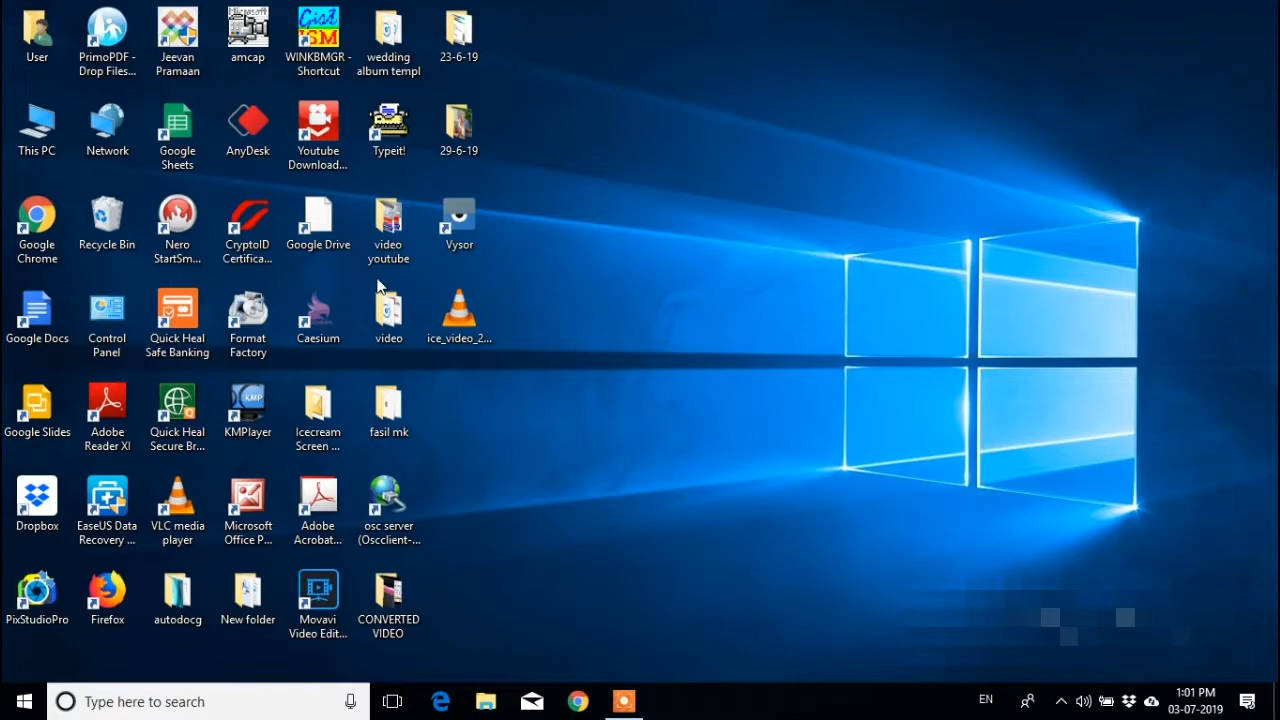 User
PrimoPDF -
Drop Files...
Jeevan
Pramaan
Microsoft
amcap
Gist
ISM
WINKBMGR -
Shortcut
wedding
album templ
23-6-19
This PC
Network
Google
Sheets
AnyDesk
Youtube
Download...
Typeit!
29-6-19
Google
Chrome
Recycle Bin
Nero
StartSm...
CryptoID
Certifica...
Google Drive
video
youtube
Vysor
Google Docs
Control
Panel
Quick Heal
Safe Banking
Format
Factory
Caesium
video
ice_video_2...
Google Slides
Adobe
Reader XI
Quick Heal
Secure Br...
KMP
KMPlayer
Icecream
Screen ...
fasil mk
Dropbox
EaseUS Data
Recovery ...
VLC media
player
Microsoft
Office P...
Adobe
Acrobat...
osc server
(Oscclient-...
PixStudioPro
Firefox
autodocg
New folder
Movavi
Video Edit...
CONVERTED
VIDEO
Type here to search
EN
1:01 PM
03-07-2019